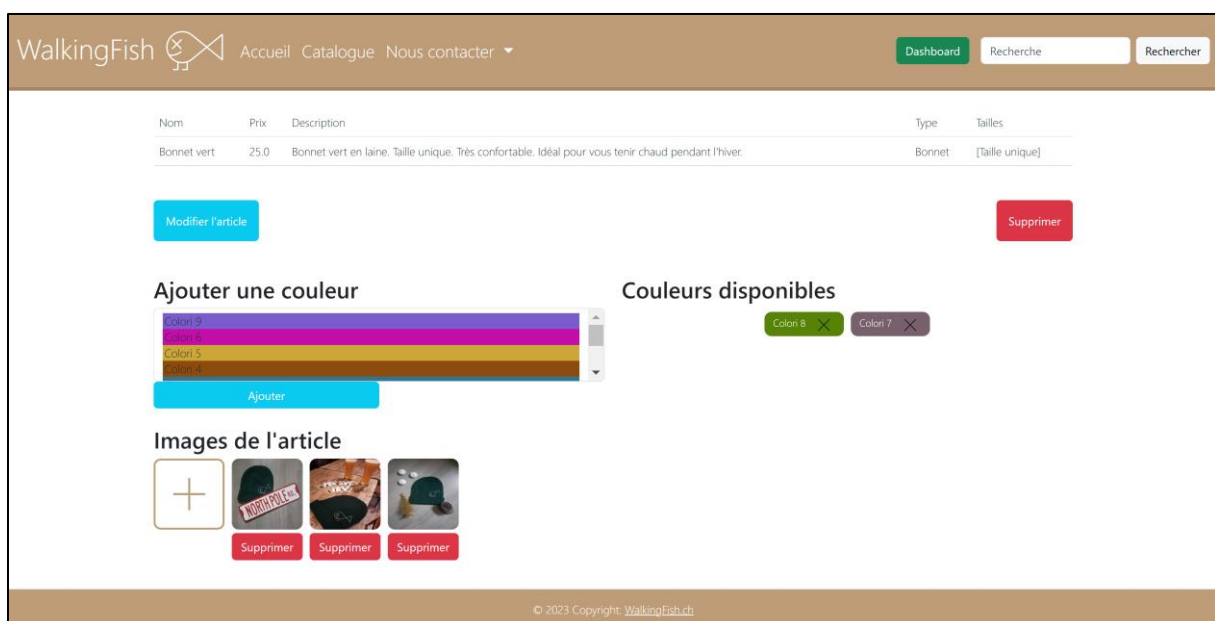 WalkingFish Accueil Catalogue Nous contacter Dashboard Recherche Rechercher
Nom Prix Description Type Tailles
Bonnet vert 25.0 Bonnet vert en laine. Taille unique. Très confortable. Idéal pour vous tenir chaud pendant l'hiver. Bonnet [Taille unique]
Modifier l'article Supprimer
Ajouter une couleur Couleurs disponibles
Colori 9
Colori 6
Colori 5
Colori 4
Colori 8 Colori 7
Ajouter
Images de l'article
NORTH POLE
Supprimer Supprimer Supprimer
© 2023 Copyright: WalkingFish.ch